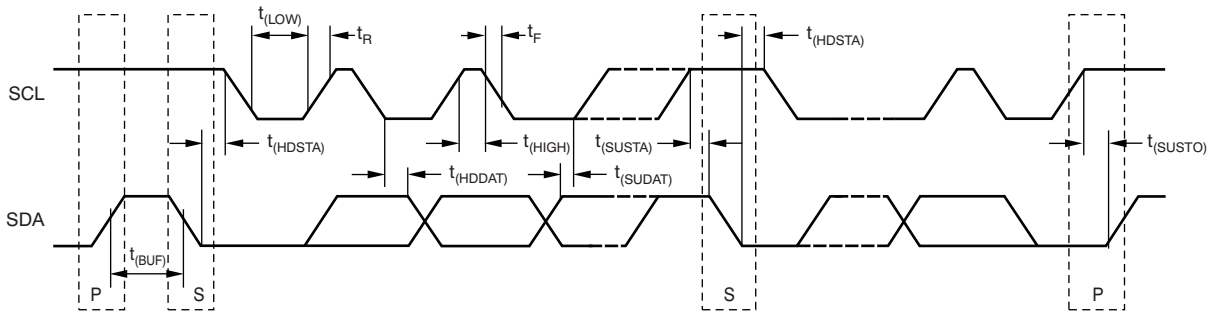 t(LOW)
tR
tF
t(HDSTA)
SCL
t(HDSTA)
t(HIGH)
t(SUSTA)
t(SUSTO)
t(HDDAT)
t(SUDAT)
SDA
t(BUF)
P
S
S
P